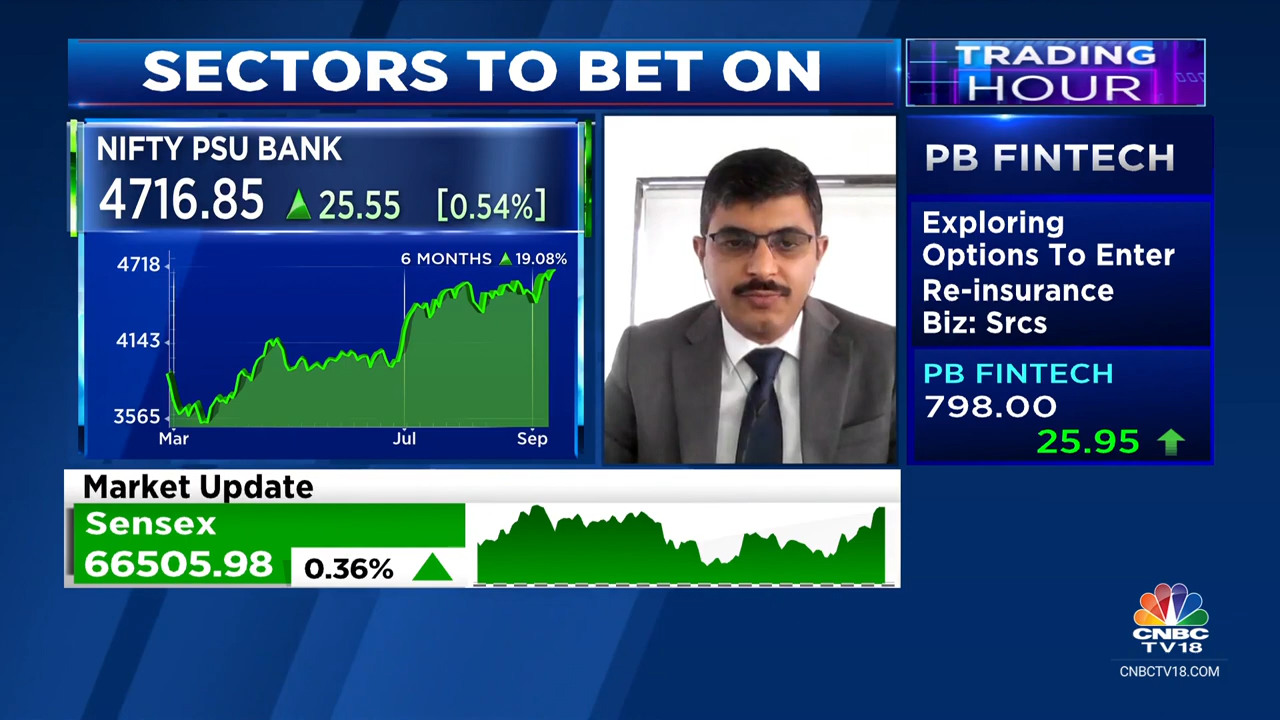 SECTORS TO BET ON
TRADING
HOUR
NIFTY PSU BANK
4716.85 ▲ 25.55 [0.54%]
6 MONTHS ▲ 19.08%
4718
4143
3565
Mar Jul Sep
PB FINTECH
Exploring
Options To Enter
Re-insurance
Biz: Srcs
PB FINTECH
798.00
25.95
Market Update
Sensex
66505.98 0.36%
CNBC
TV18
CNBCTV18.COM